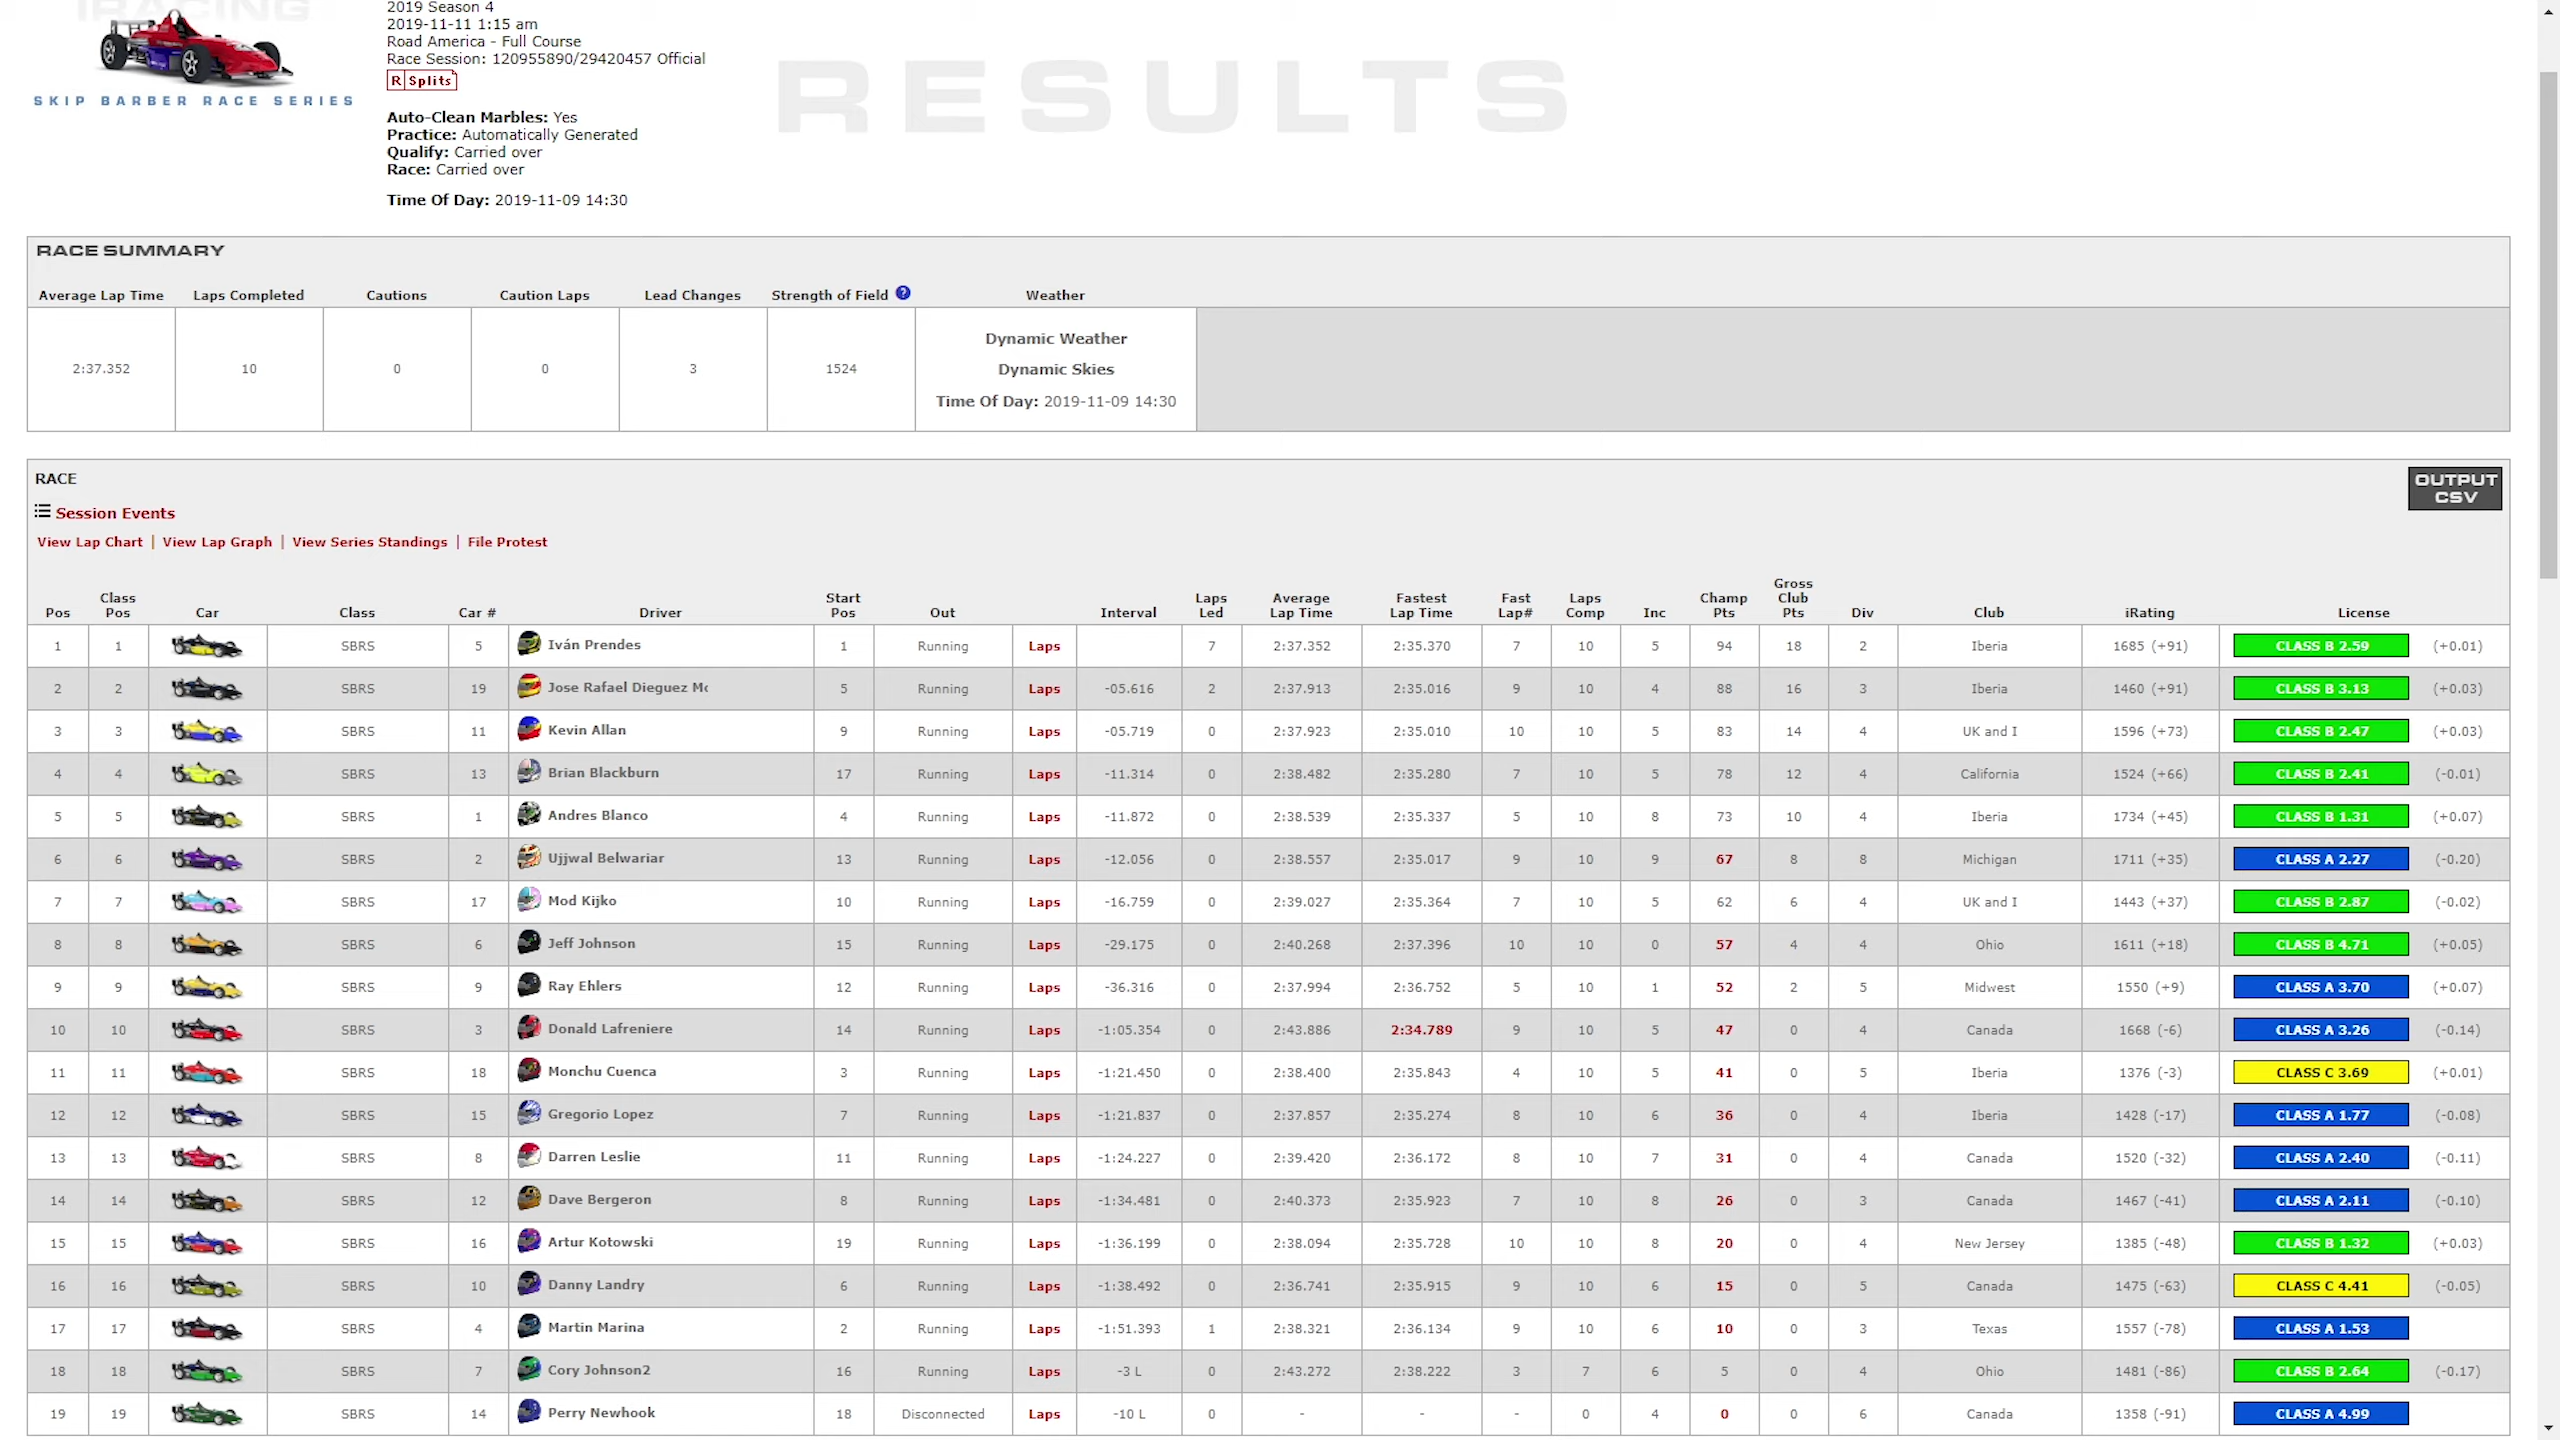 iRACING
2019 Season 4
2019-11-11 1:15 am
Road America - Full Course
Race Session: 120955890/29420457 Official
R Splits
SKIP BARBER RACE SERIES
RESULTS
Auto-Clean Marbles: Yes
Practice: Automatically Generated
Qualify: Carried over
Race: Carried over
Time Of Day: 2019-11-09 14:30
RACE SUMMARY
Average Lap Time Laps Completed Cautions Caution Laps Lead Changes Strength of Field ? Weather
Dynamic Weather
2:37.352 10 0 0 3 1524 Dynamic Skies
Time Of Day: 2019-11-09 14:30
RACE
OUTPUT
CSV
Session Events
View Lap Chart | View Lap Graph | View Series Standings | File Protest
Pos Class Pos Car Class Car # Driver Start Pos Out Interval Laps Led Average Lap Time Fastest Lap Time Fast Lap# Laps Comp Inc Champ Pts Gross Club Pts Div Club iRating License
1 1 SBRS 5 Iván Prendes 1 Running Laps 7 2:37.352 2:35.370 7 10 5 94 18 2 Iberia 1685 (+91) CLASS B 2.59 (+0.01)
2 2 SBRS 19 Jose Rafael Dieguez Mc 5 Running Laps -05.616 2 2:37.913 2:35.016 9 10 4 88 16 3 Iberia 1460 (+91) CLASS B 3.13 (+0.03)
3 3 SBRS 11 Kevin Allan 9 Running Laps -05.719 0 2:37.923 2:35.010 10 10 5 83 14 4 UK and I 1596 (+73) CLASS B 2.47 (+0.03)
4 4 SBRS 13 Brian Blackburn 17 Running Laps -11.314 0 2:38.482 2:35.280 7 10 5 78 12 4 California 1524 (+66) CLASS B 2.41 (-0.01)
5 5 SBRS 1 Andres Blanco 4 Running Laps -11.872 0 2:38.539 2:35.337 5 10 8 73 10 4 Iberia 1734 (+45) CLASS B 1.31 (+0.07)
6 6 SBRS 2 Ujjwal Belwariar 13 Running Laps -12.056 0 2:38.557 2:35.017 9 10 9 67 8 8 Michigan 1711 (+35) CLASS A 2.27 (-0.20)
7 7 SBRS 17 Mod Kijko 10 Running Laps -16.759 0 2:39.027 2:35.364 7 10 5 62 6 4 UK and I 1443 (+37) CLASS B 2.87 (-0.02)
8 8 SBRS 6 Jeff Johnson 15 Running Laps -29.175 0 2:40.268 2:37.396 10 10 0 57 4 4 Ohio 1611 (+18) CLASS B 4.71 (+0.05)
9 9 SBRS 9 Ray Ehlers 12 Running Laps -36.316 0 2:37.994 2:36.752 5 10 1 52 2 5 Midwest 1550 (+9) CLASS A 3.70 (+0.07)
10 10 SBRS 3 Donald Lafreniere 14 Running Laps -1:05.354 0 2:43.886 2:34.789 9 10 5 47 0 4 Canada 1668 (-6) CLASS A 3.26 (-0.14)
11 11 SBRS 18 Monchu Cuenca 3 Running Laps -1:21.450 0 2:38.400 2:35.843 4 10 5 41 0 5 Iberia 1376 (-3) CLASS C 3.69 (+0.01)
12 12 SBRS 15 Gregorio Lopez 7 Running Laps -1:21.837 0 2:37.857 2:35.274 8 10 6 36 0 4 Iberia 1428 (-17) CLASS A 1.77 (-0.08)
13 13 SBRS 8 Darren Leslie 11 Running Laps -1:24.227 0 2:39.420 2:36.172 8 10 7 31 0 4 Canada 1520 (-32) CLASS A 2.40 (-0.11)
14 14 SBRS 12 Dave Bergeron 8 Running Laps -1:34.481 0 2:40.373 2:35.923 7 10 8 26 0 3 Canada 1467 (-41) CLASS A 2.11 (-0.10)
15 15 SBRS 16 Artur Kotowski 19 Running Laps -1:36.199 0 2:38.094 2:35.728 10 10 8 20 0 4 New Jersey 1385 (-48) CLASS B 1.32 (+0.03)
16 16 SBRS 10 Danny Landry 6 Running Laps -1:38.492 0 2:36.741 2:35.915 9 10 6 15 0 5 Canada 1475 (-63) CLASS C 4.41 (-0.05)
17 17 SBRS 4 Martin Marina 2 Running Laps -1:51.393 1 2:38.321 2:36.134 9 10 6 10 0 3 Texas 1557 (-78) CLASS A 1.53
18 18 SBRS 7 Cory Johnson2 16 Running Laps -3 L 0 2:43.272 2:38.222 3 7 6 5 0 4 Ohio 1481 (-86) CLASS B 2.64 (-0.17)
19 19 SBRS 14 Perry Newhook 18 Disconnected Laps -10 L 0 - - - 0 4 0 0 6 Canada 1358 (-91) CLASS A 4.99